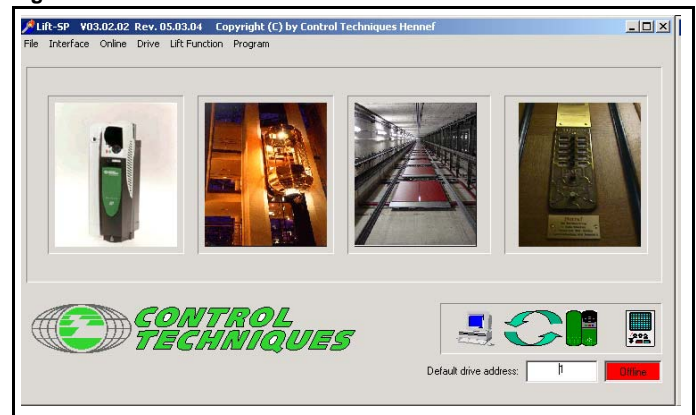 Lift-SP V03.02.02 Rev. 05.03.04 Copyright (C) by Control Techniques Hennef
File Interface Online Drive Lift Function Program
CONTROL
TECHNIQUES
Default drive address: 1 Offline